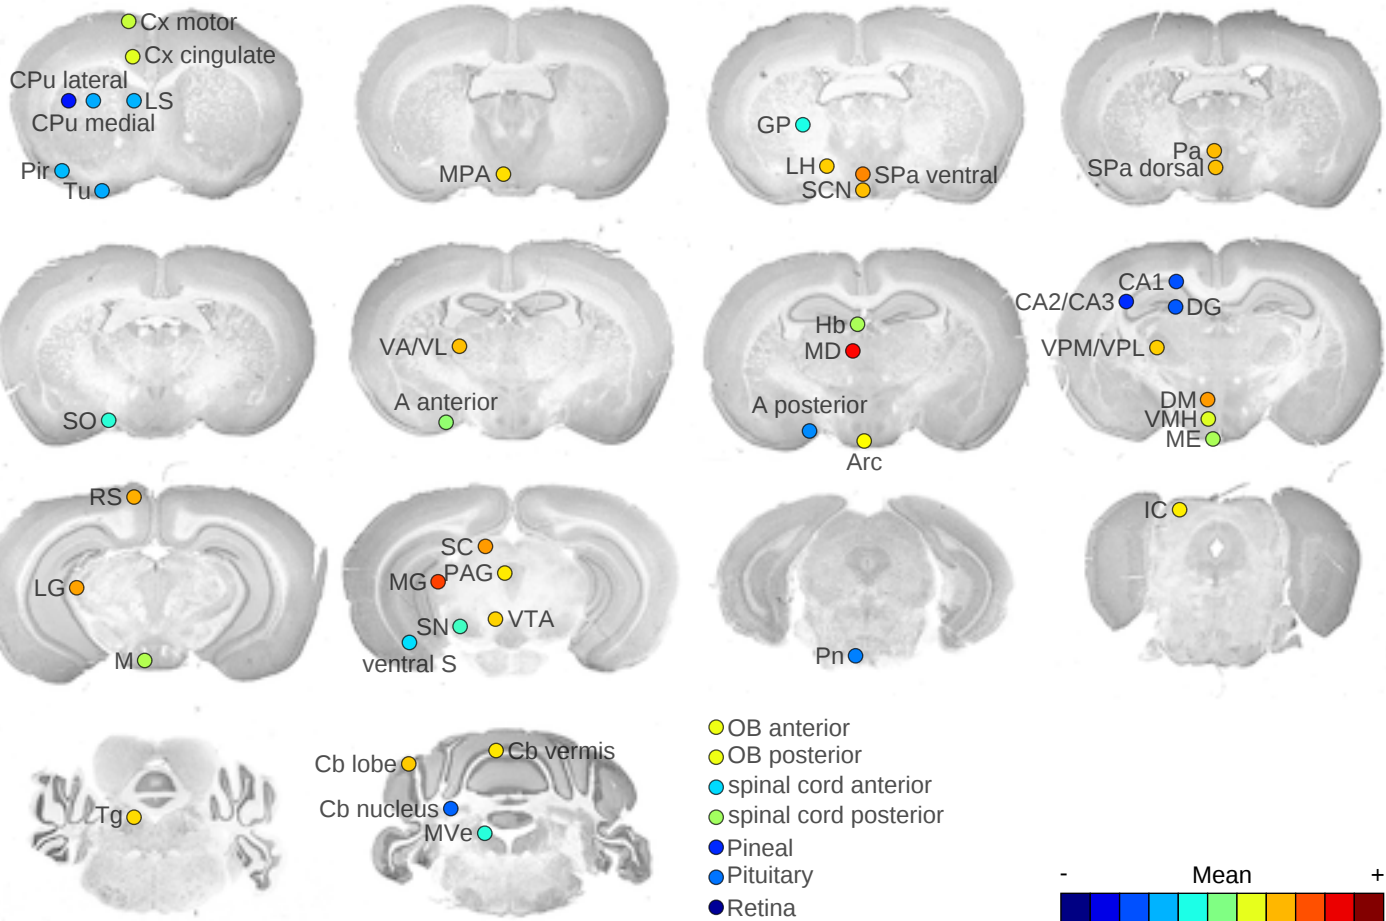 Cx motor
Cx cingulate
CPu lateral
LS
CPu medial
Pir
Tu
MPA
GP
LH
SPa ventral
SCN
Pa
SPa dorsal
SO
VA/VL
A anterior
Hb
MD
A posterior
Arc
CA1
CA2/CA3
DG
VPM/VPL
DM
VMH
ME
RS
LG
M
SC
MG
PAG
SN
VTA
ventral S
Pn
IC
Tg
Cb lobe
Cb vermis
Cb nucleus
MVe
OB anterior
OB posterior
spinal cord anterior
spinal cord posterior
Pineal
Pituitary
Retina
- Mean +